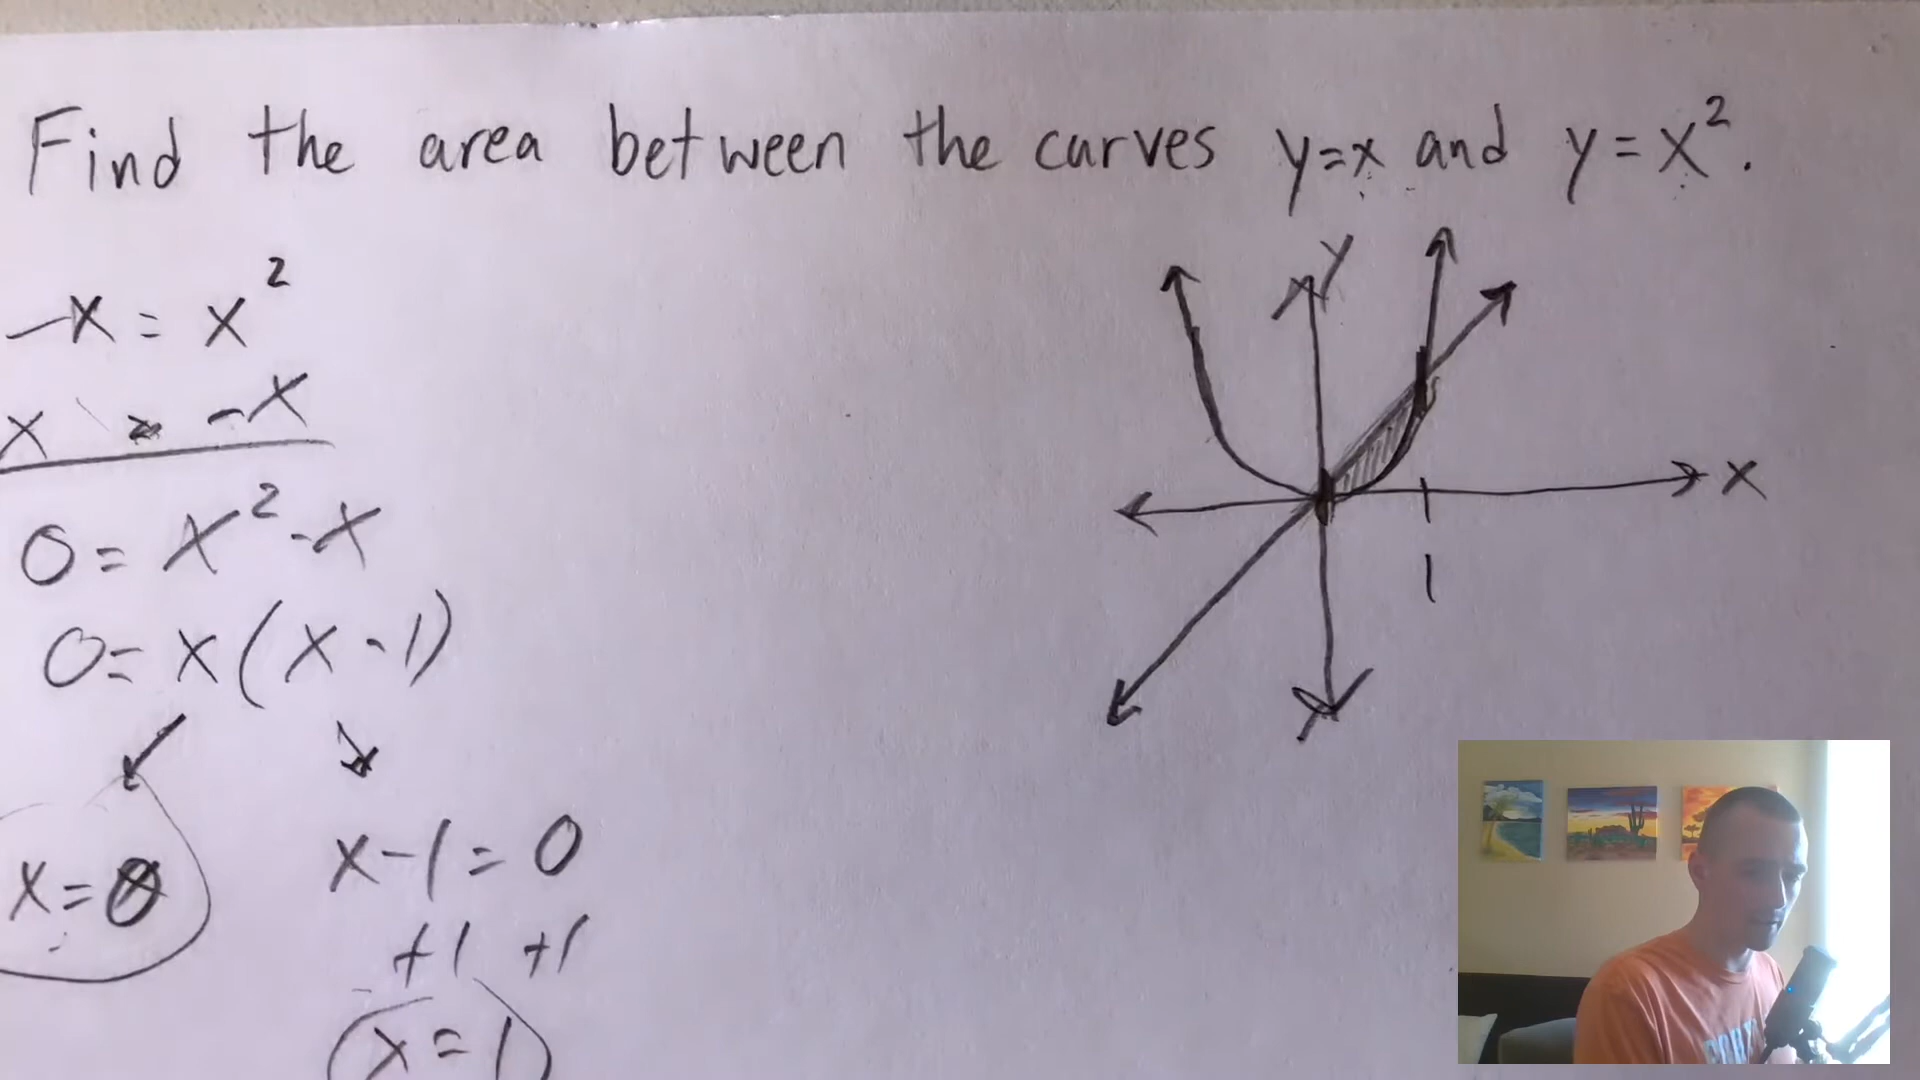 Find the area between the curves y=x and y=x².
-x = x²
x - x
0 = x² - x
0 = x(x - 1)
x = 0
x - 1 = 0
+1 +1
x = 1
y
x
1